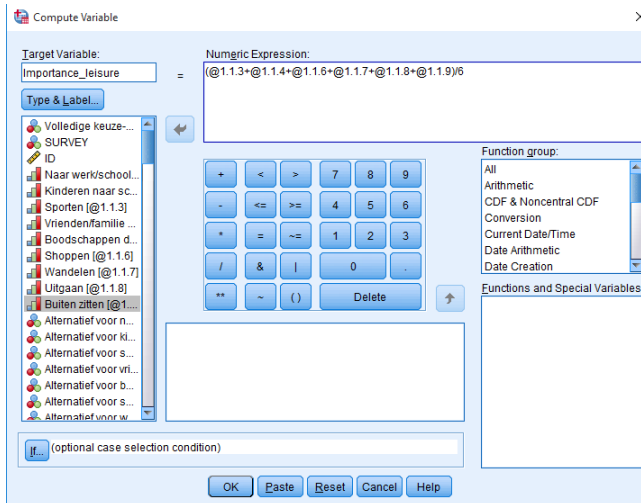 Compute Variable
Target Variable:
Importance_leisure
=
Numeric Expression:
(@1.1.3+@1.1.4+@1.1.6+@1.1.7+@1.1.8+@1.1.9)/6
Type & Label...
Volledige keuze-...
SURVEY
ID
Naar werk/school...
Kinderen naar sc...
Sporten [@1.1.3]
Vrienden/familie ...
Boodschappen d...
Shoppen [@1.1.6]
Wandelen [@1.1.7]
Uitgaan [@1.1.8]
Buiten zitten [@1....
Alternatief voor n...
Alternatief voor ki...
Alternatief voor s...
Alternatief voor vri...
Alternatief voor b...
Alternatief voor s...
Alternatief voor w...
+ < > 7 8 9
- <= >= 4 5 6
* = ~= 1 2 3
/ & | 0 .
** ~ ( ) Delete
Function group:
All
Arithmetic
CDF & Noncentral CDF
Conversion
Current Date/Time
Date Arithmetic
Date Creation
Functions and Special Variables
If... (optional case selection condition)
OK Paste Reset Cancel Help